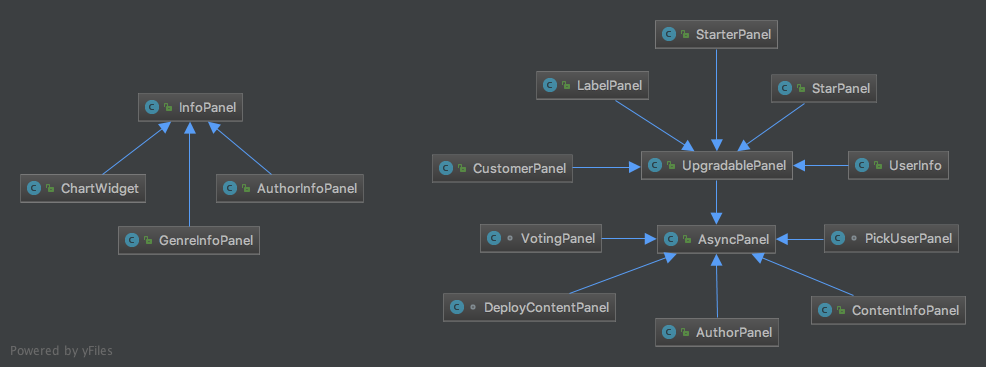 StarterPanel
LabelPanel
StarPanel
InfoPanel
CustomerPanel
UpgradablePanel
UserInfo
ChartWidget
AuthorInfoPanel
GenreInfoPanel
VotingPanel
AsyncPanel
PickUserPanel
DeployContentPanel
ContentInfoPanel
AuthorPanel
Powered by yFiles